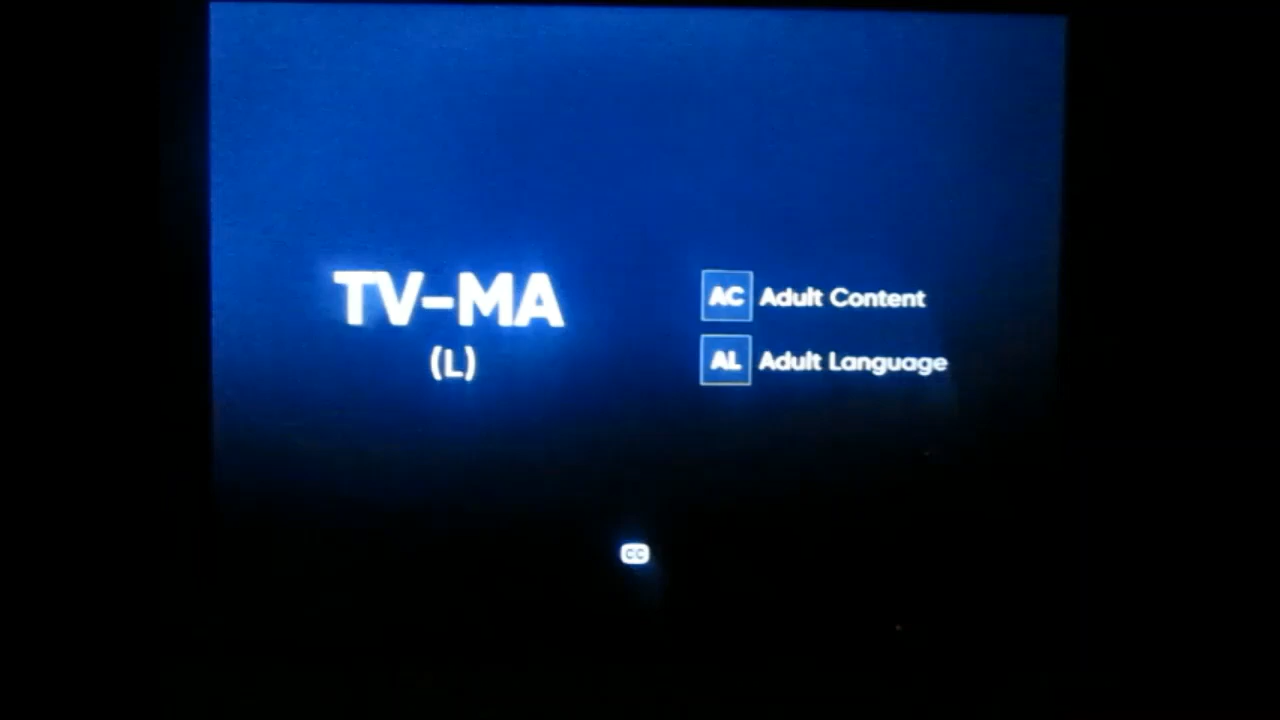 TV-MA
(L)
AC Adult Content
AL Adult Language
CC